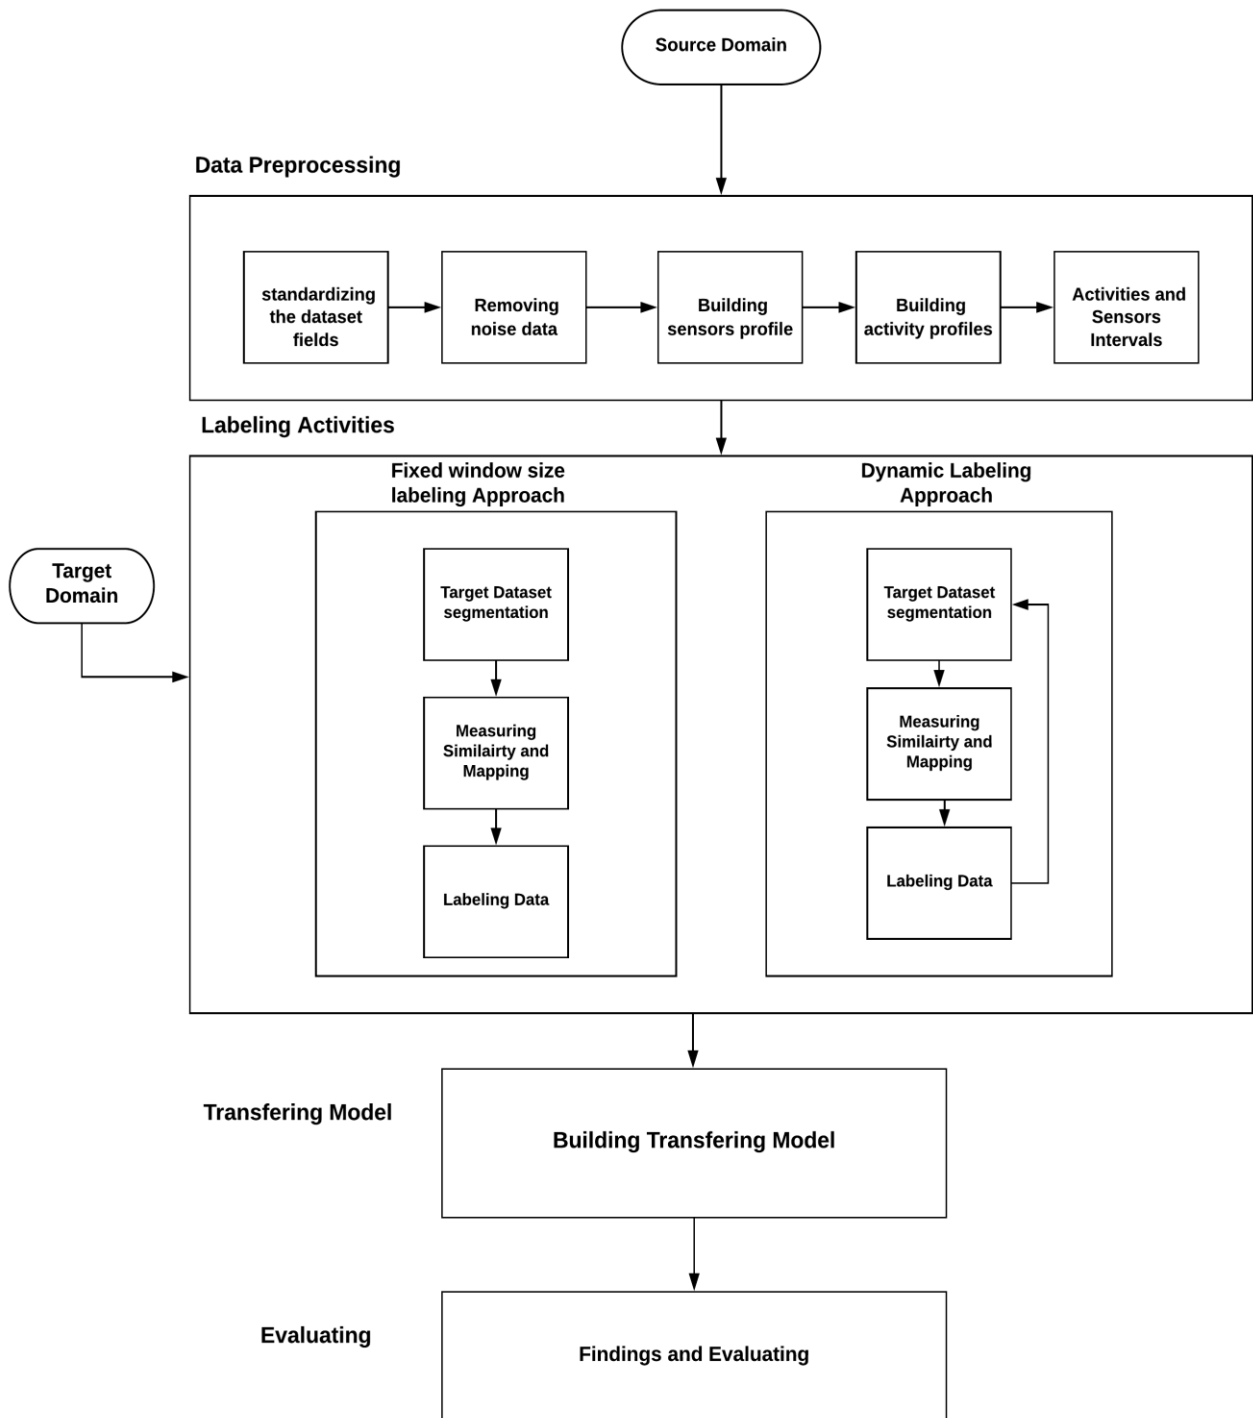 Source Domain
Data Preprocessing
standardizing
the dataset
fields
Removing
noise data
Building
sensors profile
Building
activity profiles
Activities and
Sensors
Intervals
Labeling Activities
Fixed window size
labeling Approach
Dynamic Labeling
Approach
Target
Domain
Target Dataset
segmentation
Measuring
Similairty and
Mapping
Labeling Data
Target Dataset
segmentation
Measuring
Similairty and
Mapping
Labeling Data
Transfering Model
Building Transfering Model
Evaluating
Findings and Evaluating